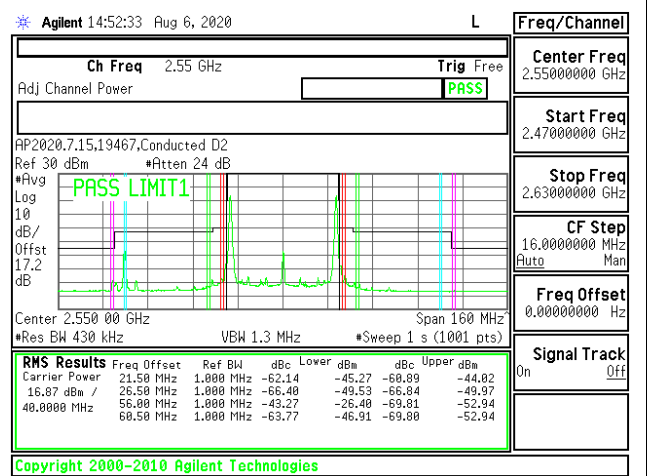 Agilent 14:52:33 Aug 6, 2020 L
Freq/Channel
Ch Freq 2.55 GHz Trig Free
Adj Channel Power PASS
Center Freq
2.55000000 GHz
Start Freq
2.47000000 GHz
Stop Freq
2.63000000 GHz
CF Step
16.0000000 MHz
Auto Man
Freq Offset
0.00000000 Hz
Signal Track
On Off
AP2020.7.15,19467,Conducted D2
Ref 30 dBm #Atten 24 dB
#Avg
Log
10
dB/
Offst
17.2
dB
PASS LIMIT1
Center 2.550 00 GHz Span 160 MHz^
#Res BW 430 kHz VBW 1.3 MHz #Sweep 1 s (1001 pts)
RMS Results Freq Offset Ref BW dBc Lower dBm dBc Upper dBm
Carrier Power 21.50 MHz 1.000 MHz -62.14 -45.27 -60.89 -44.02
16.87 dBm / 26.50 MHz 1.000 MHz -66.40 -49.53 -66.84 -49.97
40.0000 MHz 56.00 MHz 1.000 MHz -43.27 -26.40 -69.81 -52.94
60.50 MHz 1.000 MHz -63.77 -46.91 -69.80 -52.94
Copyright 2000-2010 Agilent Technologies